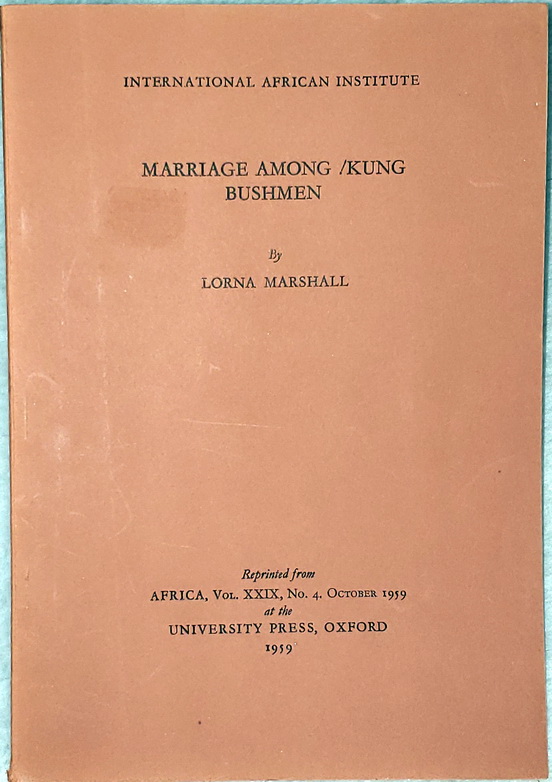 INTERNATIONAL AFRICAN INSTITUTE
MARRIAGE AMONG /KUNG
BUSHMEN
By
LORNA MARSHALL
Reprinted from
AFRICA, VOL. XXIX, NO. 4, OCTOBER 1959
at the
UNIVERSITY PRESS, OXFORD
1959